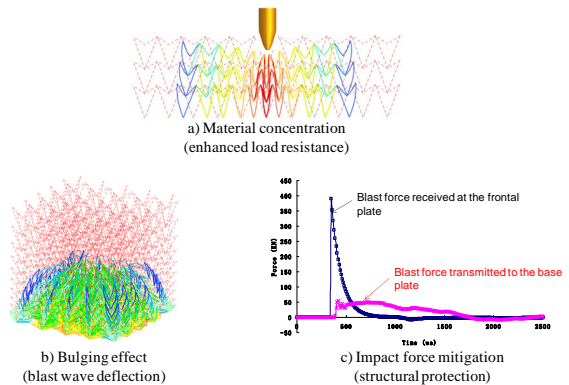 a) Material concentration
(enhanced load resistance)
b) Bulging effect
(blast wave deflection)
450
400
350
300
250
200
150
100
50
0
-50
Force (KN)
0
500
1000
1500
2000
2500
Time (us)
Blast force received at the frontal
plate
Blast force transmitted to the base
plate
c) Impact force mitigation
(structural protection)